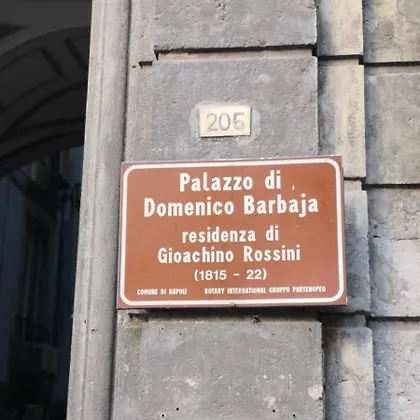 205
Palazzo di
Domenico Barbaja
residenza di
Gioachino Rossini
(1815 - 22)
COMUNE DI NAPOLI ROTARY INTERNATIONAL GRUPPO PARTENOPEO